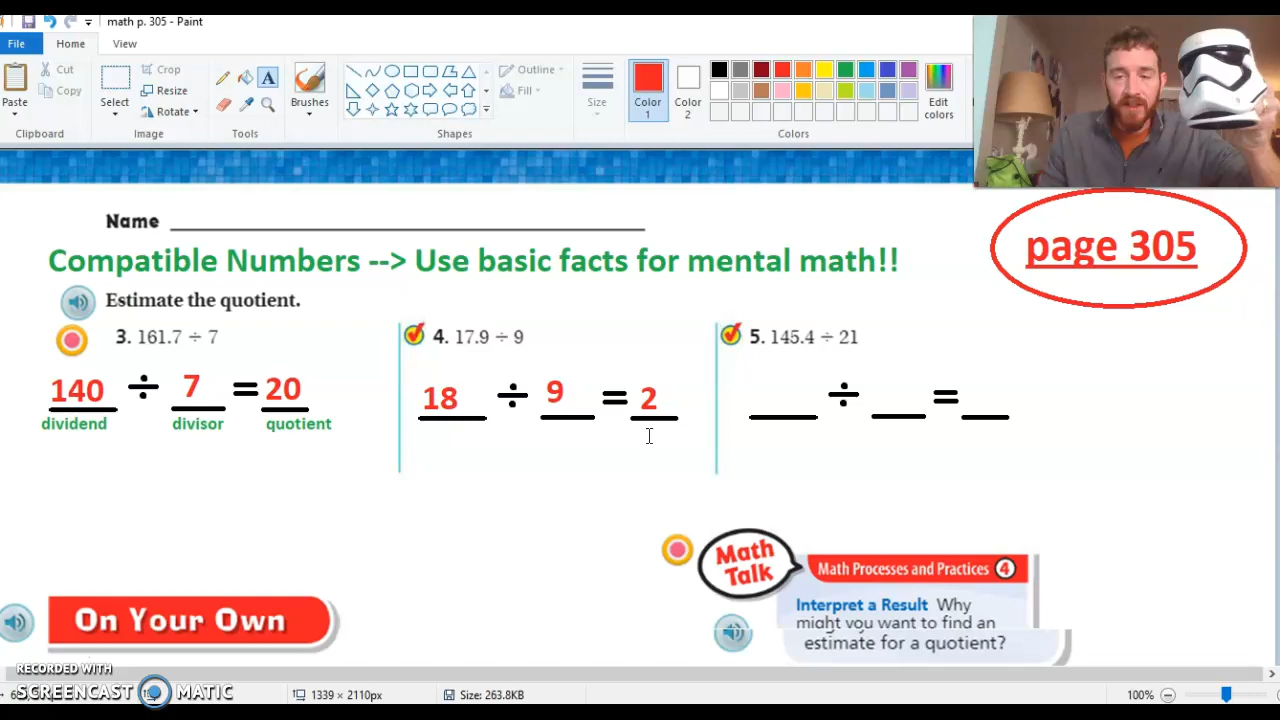 math p. 305 - Paint
File Home View
Paste
Cut
Copy
Clipboard
Select
Crop
Resize
Rotate
Image
A
Tools
Brushes
Outline
Fill
Shapes
Size
Color 1
Color 2
Edit colors
Colors
Name
page 305
Compatible Numbers --> Use basic facts for mental math!!
Estimate the quotient.
3. 161.7 ÷ 7
140 ÷ 7 = 20
dividend divisor quotient
4. 17.9 ÷ 9
18 ÷ 9 = 2
5. 145.4 ÷ 21
÷ =
Math Talk
Math Processes and Practices 4
Interpret a Result Why
might you want to find an
estimate for a quotient?
On Your Own
RECORDED WITH
SCREENCAST MATIC
1339 × 2110px
Size: 263.8KB
100%